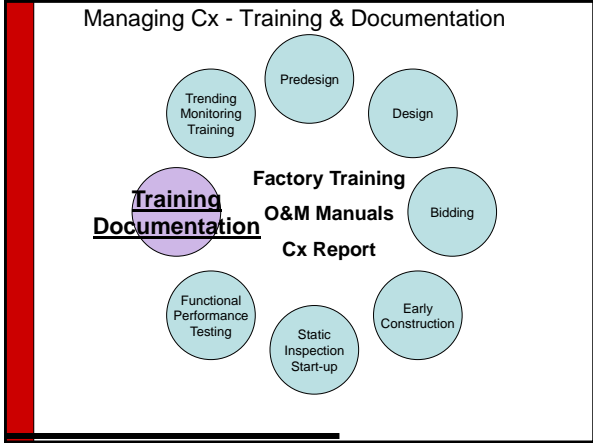 Managing Cx - Training & Documentation
Predesign
Trending
Monitoring
Training
Design
Factory Training
O&M Manuals
Cx Report
Training
Documentation
Bidding
Functional
Performance
Testing
Static
Inspection
Start-up
Early
Construction